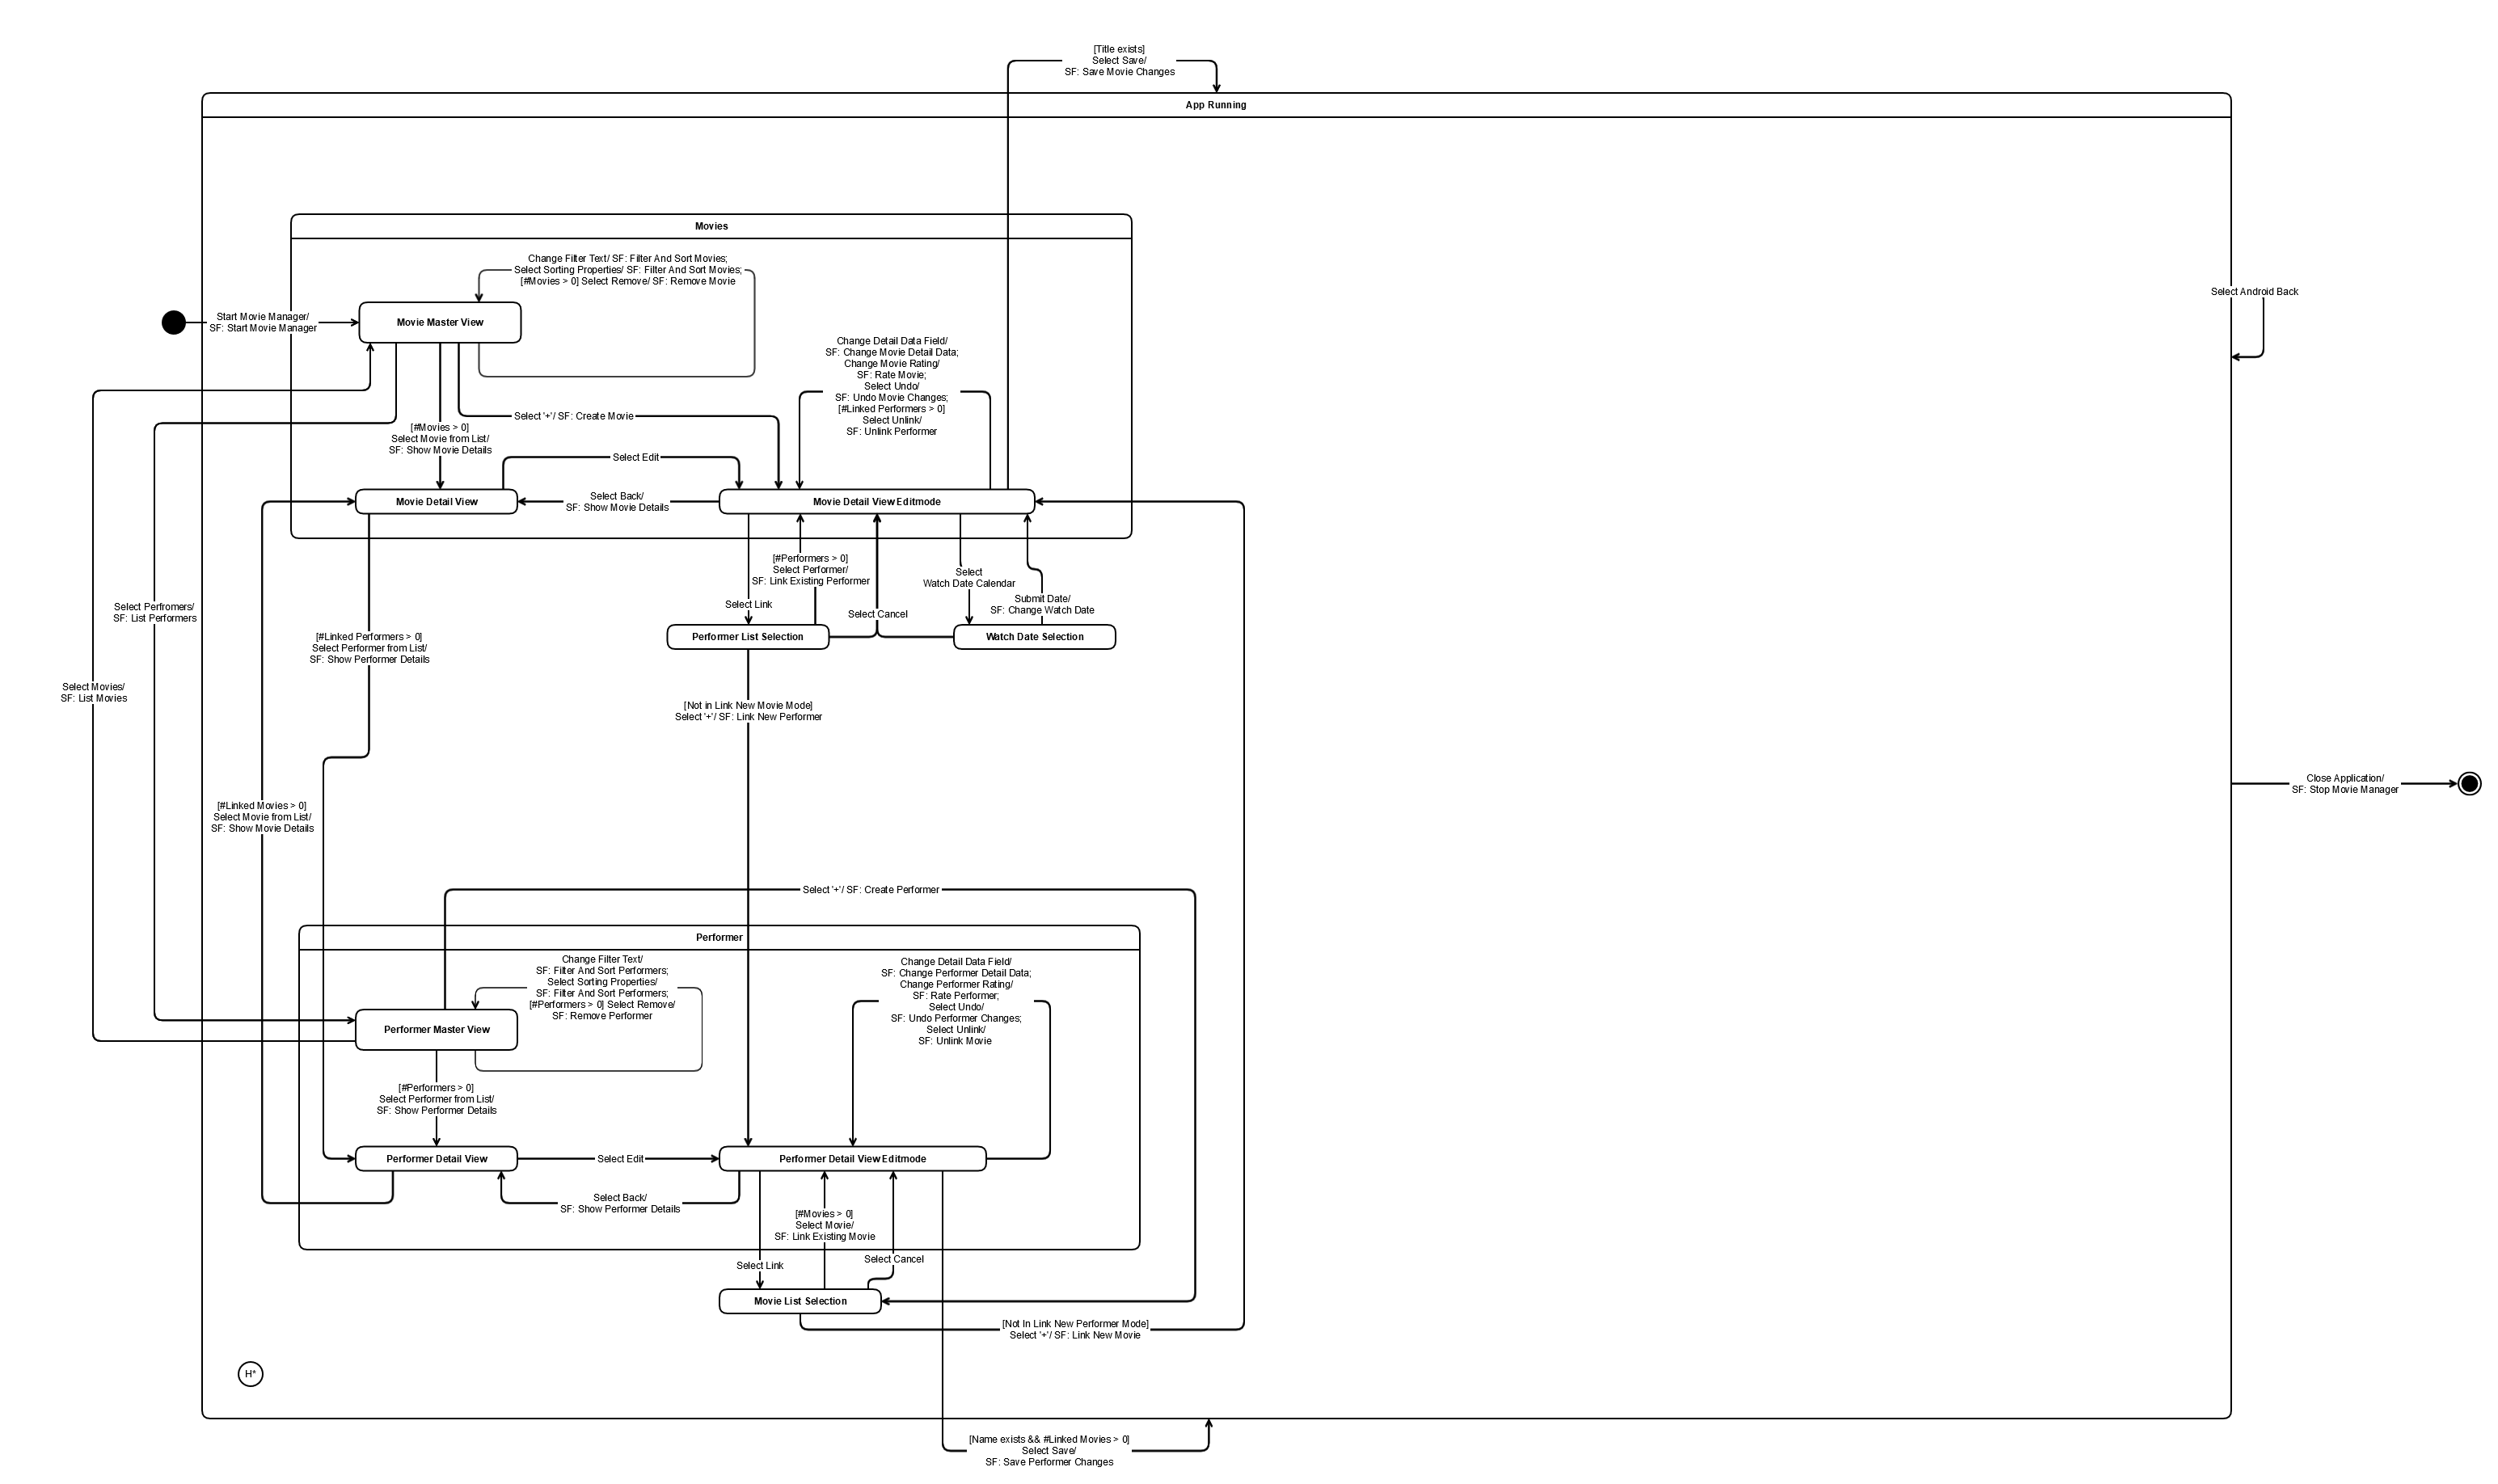 [Title exists]
Select Save/
SF: Save Movie Changes
App Running
Movies
Change Filter Text/ SF: Filter And Sort Movies;
Select Sorting Properties/ SF: Filter And Sort Movies;
[#Movies > 0] Select Remove/ SF: Remove Movie
Select Android Back
Start Movie Manager/
SF: Start Movie Manager
Movie Master View
Change Detail Data Field/
SF: Change Movie Detail Data;
Change Movie Rating/
SF: Rate Movie;
Select Undo/
SF: Undo Movie Changes;
[#Linked Performers > 0]
Select Unlink/
SF: Unlink Performer
Select '+'/ SF: Create Movie
[#Movies > 0]
Select Movie from List/
SF: Show Movie Details
Select Edit
Movie Detail View
Select Back/
SF: Show Movie Details
Movie Detail View Editmode
[#Performers > 0]
Select Performer/
SF: Link Existing Performer
Select
Watch Date Calendar
Select Link
Select Cancel
Submit Date/
SF: Change Watch Date
Select Perfromers/
SF: List Performers
[#Linked Performers > 0]
Select Performer from List/
SF: Show Performer Details
Performer List Selection
Watch Date Selection
Select Movies/
SF: List Movies
[Not in Link New Movie Mode]
Select '+'/ SF: Link New Performer
Close Application/
SF: Stop Movie Manager
[#Linked Movies > 0]
Select Movie from List/
SF: Show Movie Details
Select '+'/ SF: Create Performer
Performer
Change Filter Text/
SF: Filter And Sort Performers;
Select Sorting Properties/
SF: Filter And Sort Performers;
[#Performers > 0] Select Remove/
SF: Remove Performer
Change Detail Data Field/
SF: Change Performer Detail Data;
Change Performer Rating/
SF: Rate Performer;
Select Undo/
SF: Undo Performer Changes;
Select Unlink/
SF: Unlink Movie
Performer Master View
[#Performers > 0]
Select Performer from List/
SF: Show Performer Details
Performer Detail View
Select Edit
Performer Detail View Editmode
Select Back/
SF: Show Performer Details
[#Movies > 0]
Select Movie/
SF: Link Existing Movie
Select Link
Select Cancel
Movie List Selection
[Not In Link New Performer Mode]
Select '+'/ SF: Link New Movie
H*
[Name exists && #Linked Movies > 0]
Select Save/
SF: Save Performer Changes